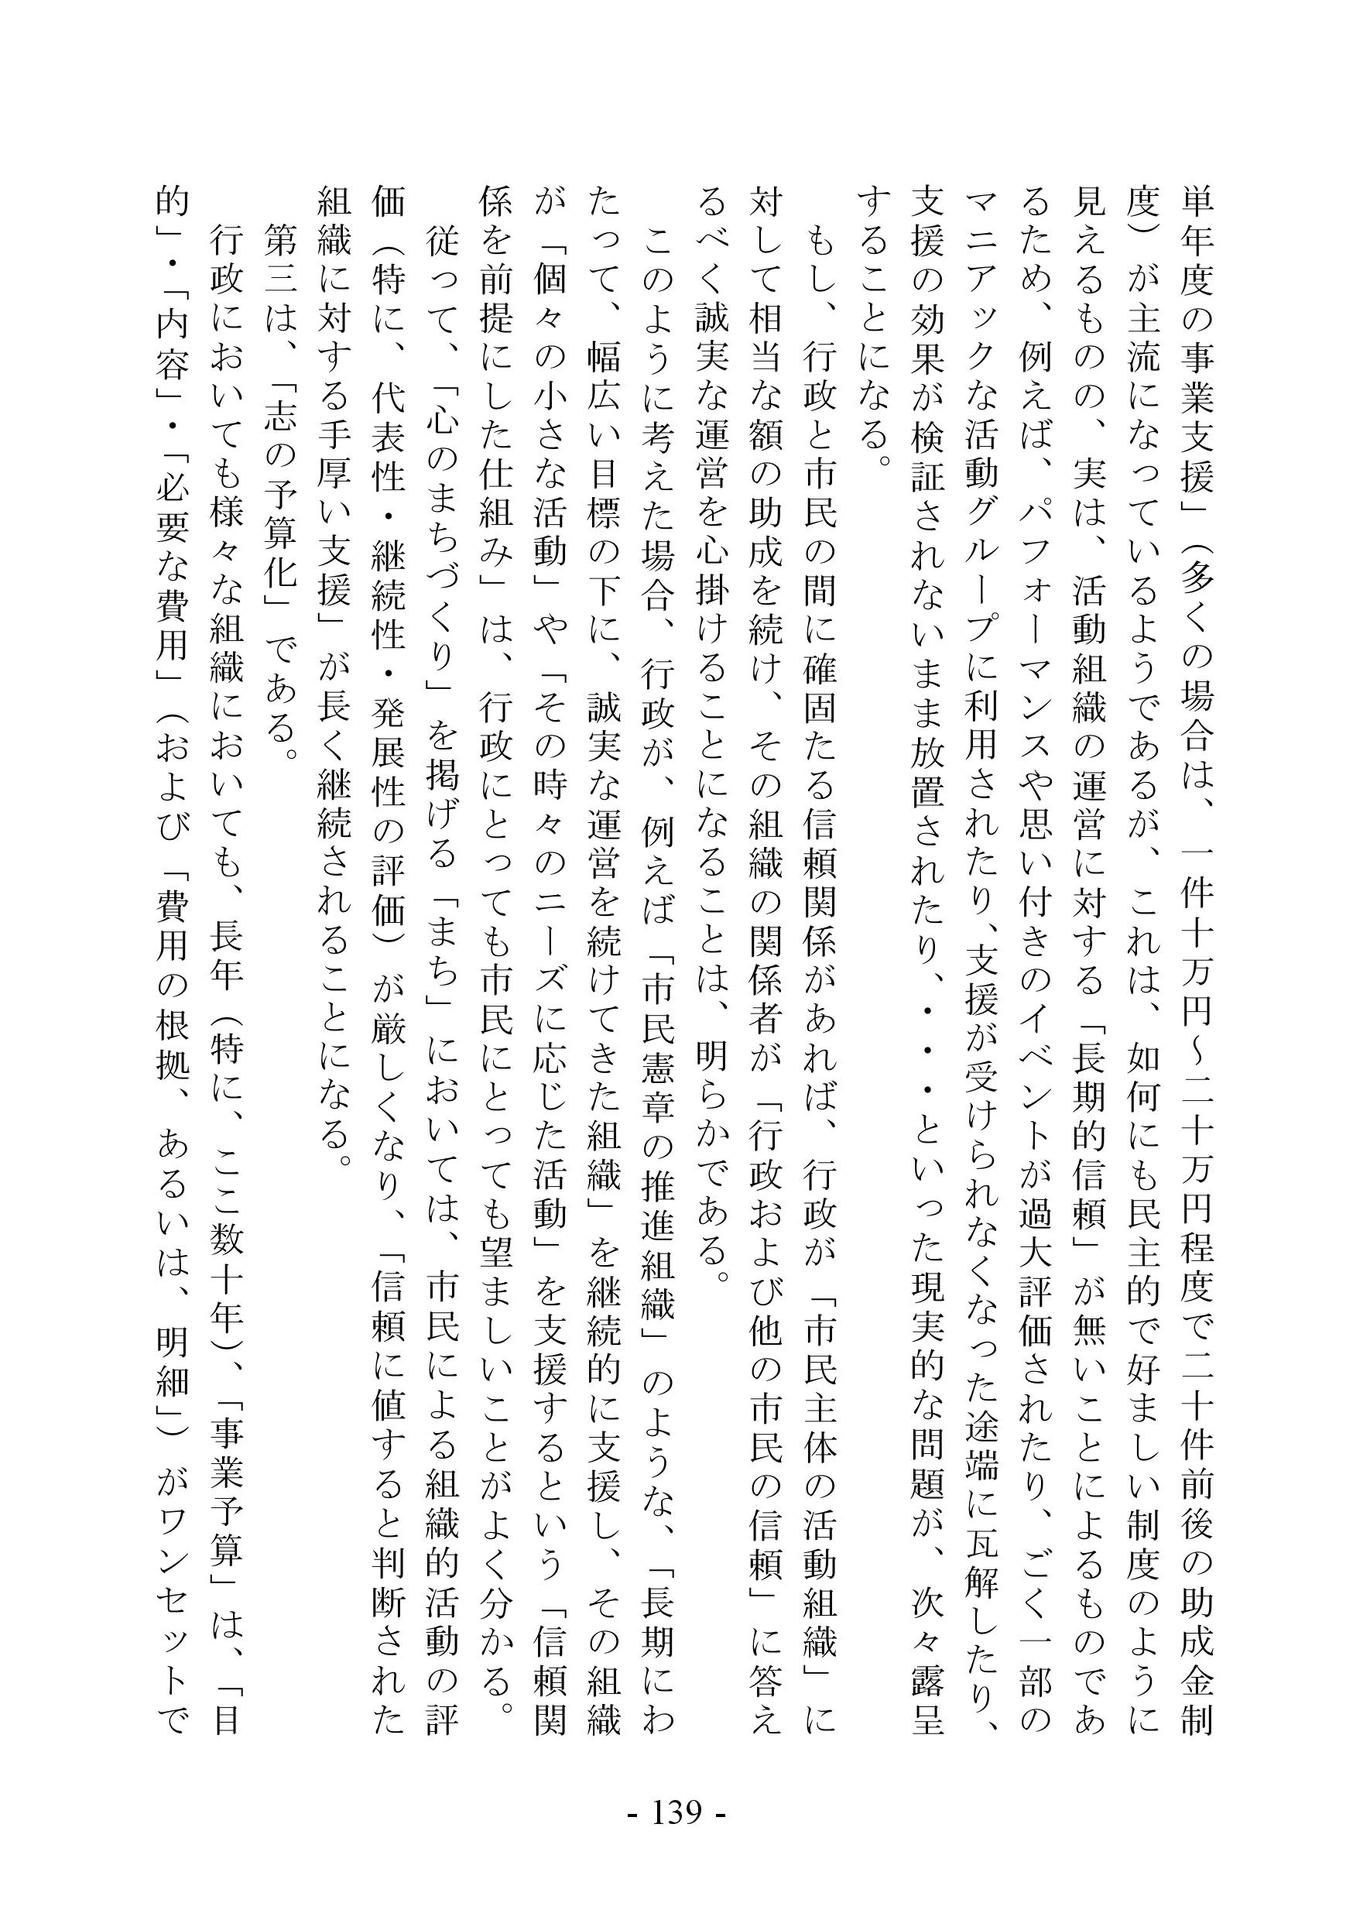 単年度の事業支援」（多くの場合は、一件十万円～二十万円程度で二十件前後の助成金制
度）が主流になっているようであるが、これは、如何にも民主的で好ましい制度のように
見えるものの、実は、活動組織の運営に対する「長期的信頼」が無いことによるものであ
るため、例えば、パフォーマンスや思い付きのイベントが過大評価されたり、ごく一部の
マニアックな活動グループに利用されたり、支援が受けられなくなった途端に瓦解したり、
支援の効果が検証されないまま放置されたり、・・・といった現実的な問題が、次々露呈
することになる。
もし、行政と市民の間に確固たる信頼関係があれば、行政が「市民主体の活動組織」に
対して相当な額の助成を続け、その組織の関係者が「行政および他の市民の信頼」に答え
るべく誠実な運営を心掛けることになることは、明らかである。
このように考えた場合、行政が、例えば「市民憲章の推進組織」のような、「長期にわ
たって、幅広い目標の下に、誠実な運営を続けてきた組織」を継続的に支援し、その組織
が「個々の小さな活動」や「その時々のニーズに応じた活動」を支援するという「信頼関
係を前提にした仕組み」は、行政にとっても市民にとっても望ましいことがよく分かる。
従って、「心のまちづくり」を掲げる「まち」においては、市民による組織的活動の評
価（特に、代表性・継続性・発展性の評価）が厳しくなり、「信頼に値すると判断された
組織に対する手厚い支援」が長く継続されることになる。
第三は、「志の予算化」である。
行政においても様々な組織においても、長年（特に、ここ数十年）、「事業予算」は、「目
的」・「内容」・「必要な費用」（および「費用の根拠、あるいは、明細」）がワンセットで
- 139 -